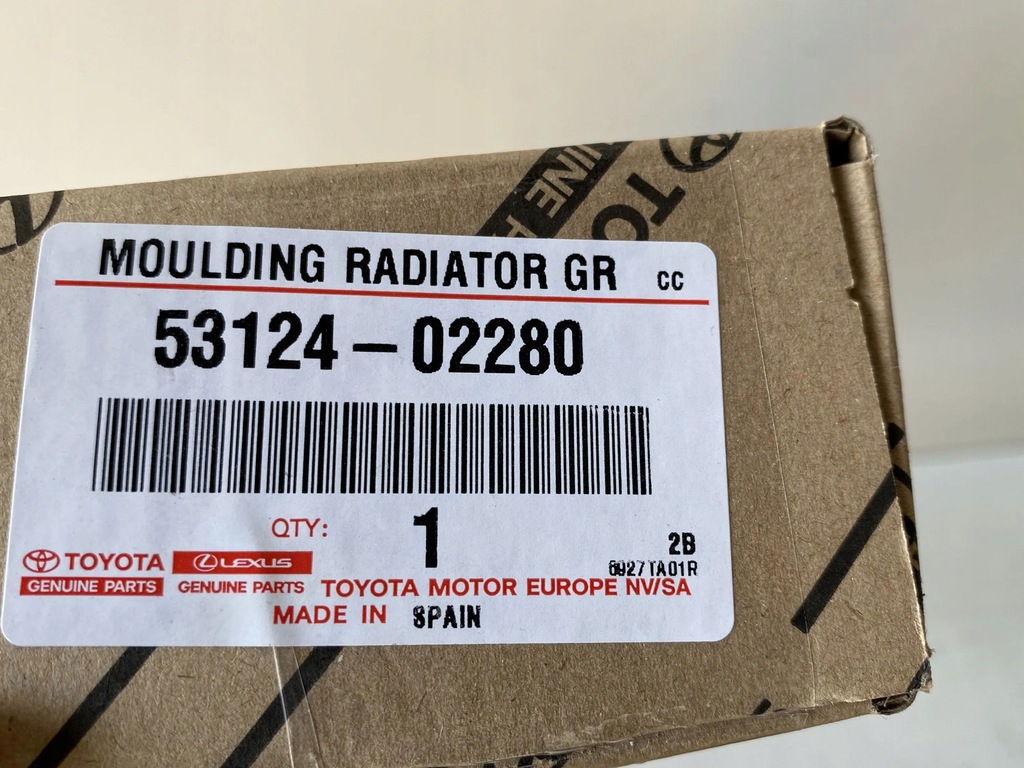 MOULDING RADIATOR GR CC
53124-02280
QTY: 1
2B
TOYOTA LEXUS
GENUINE PARTS GENUINE PARTS
TOYOTA MOTOR EUROPE NV/SA
MADE IN SPAIN